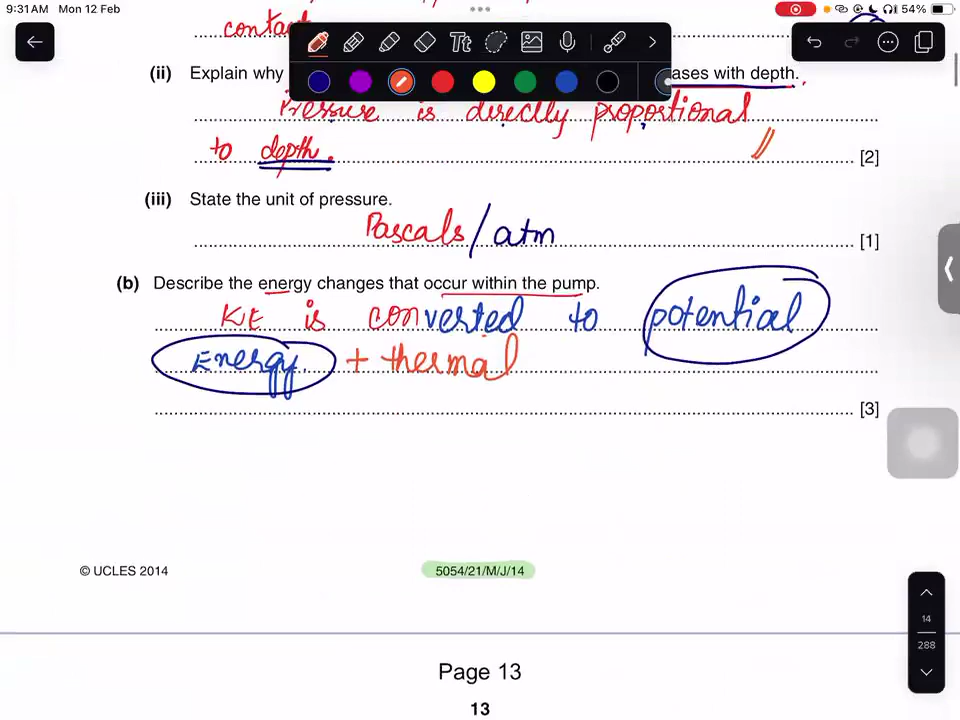 9:31 AM Mon 12 Feb
54%
contact
(ii) Explain why
ases with depth.
Tt
Pressure is directly proportional
to depth. [2]
(iii) State the unit of pressure.
Pascals / atm [1]
(b) Describe the energy changes that occur within the pump.
KE is converted to potential
Energy + thermal
[3]
© UCLES 2014
5054/21/M/J/14
14
288
Page 13
13